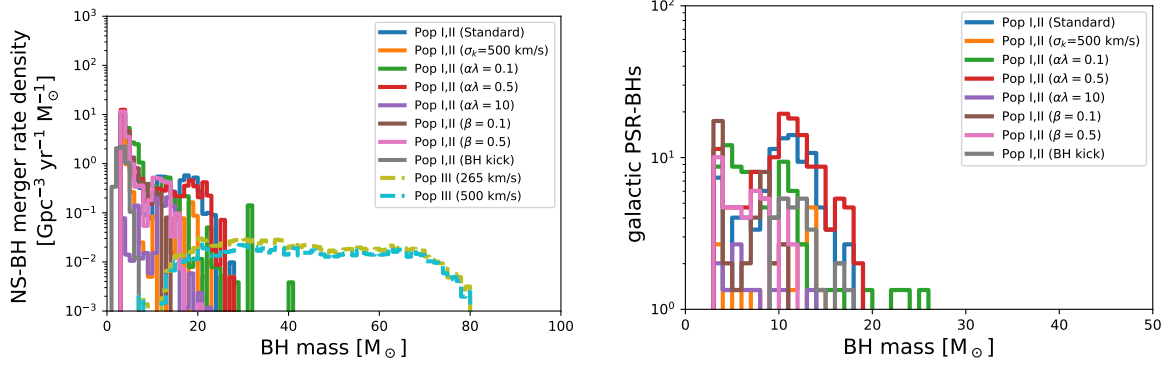 NS-BH merger rate density
[Gpc⁻³ yr⁻¹ M⊙⁻¹]
10³
10²
10¹
10⁰
10⁻¹
10⁻²
10⁻³
Pop I,II (Standard)
Pop I,II (σₖ=500 km/s)
Pop I,II (αλ = 0.1)
Pop I,II (αλ = 0.5)
Pop I,II (αλ = 10)
Pop I,II (β = 0.1)
Pop I,II (β = 0.5)
Pop I,II (BH kick)
Pop III (265 km/s)
Pop III (500 km/s)
0 20 40 60 80 100
BH mass [M⊙]
galactic PSR-BHs
10²
10¹
10⁰
Pop I,II (Standard)
Pop I,II (σₖ=500 km/s)
Pop I,II (αλ = 0.1)
Pop I,II (αλ = 0.5)
Pop I,II (αλ = 10)
Pop I,II (β = 0.1)
Pop I,II (β = 0.5)
Pop I,II (BH kick)
0 10 20 30 40 50
BH mass [M⊙]